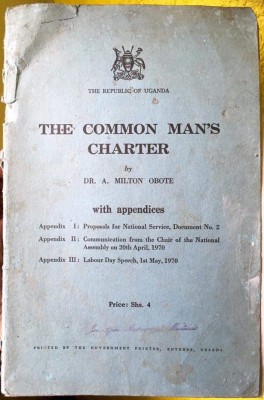 THE REPUBLIC OF UGANDA
THE COMMON MAN'S
CHARTER
by
DR. A. MILTON OBOTE
with appendices
Appendix I: Proposals for National Service, Document No. 2
Appendix II: Communication from the Chair of the National
Assembly on 20th April, 1970
Appendix III: Labour Day Speech, 1st May, 1970
Price: Shs. 4
PRINTED BY THE GOVERNMENT PRINTER, ENTEBBE, UGANDA